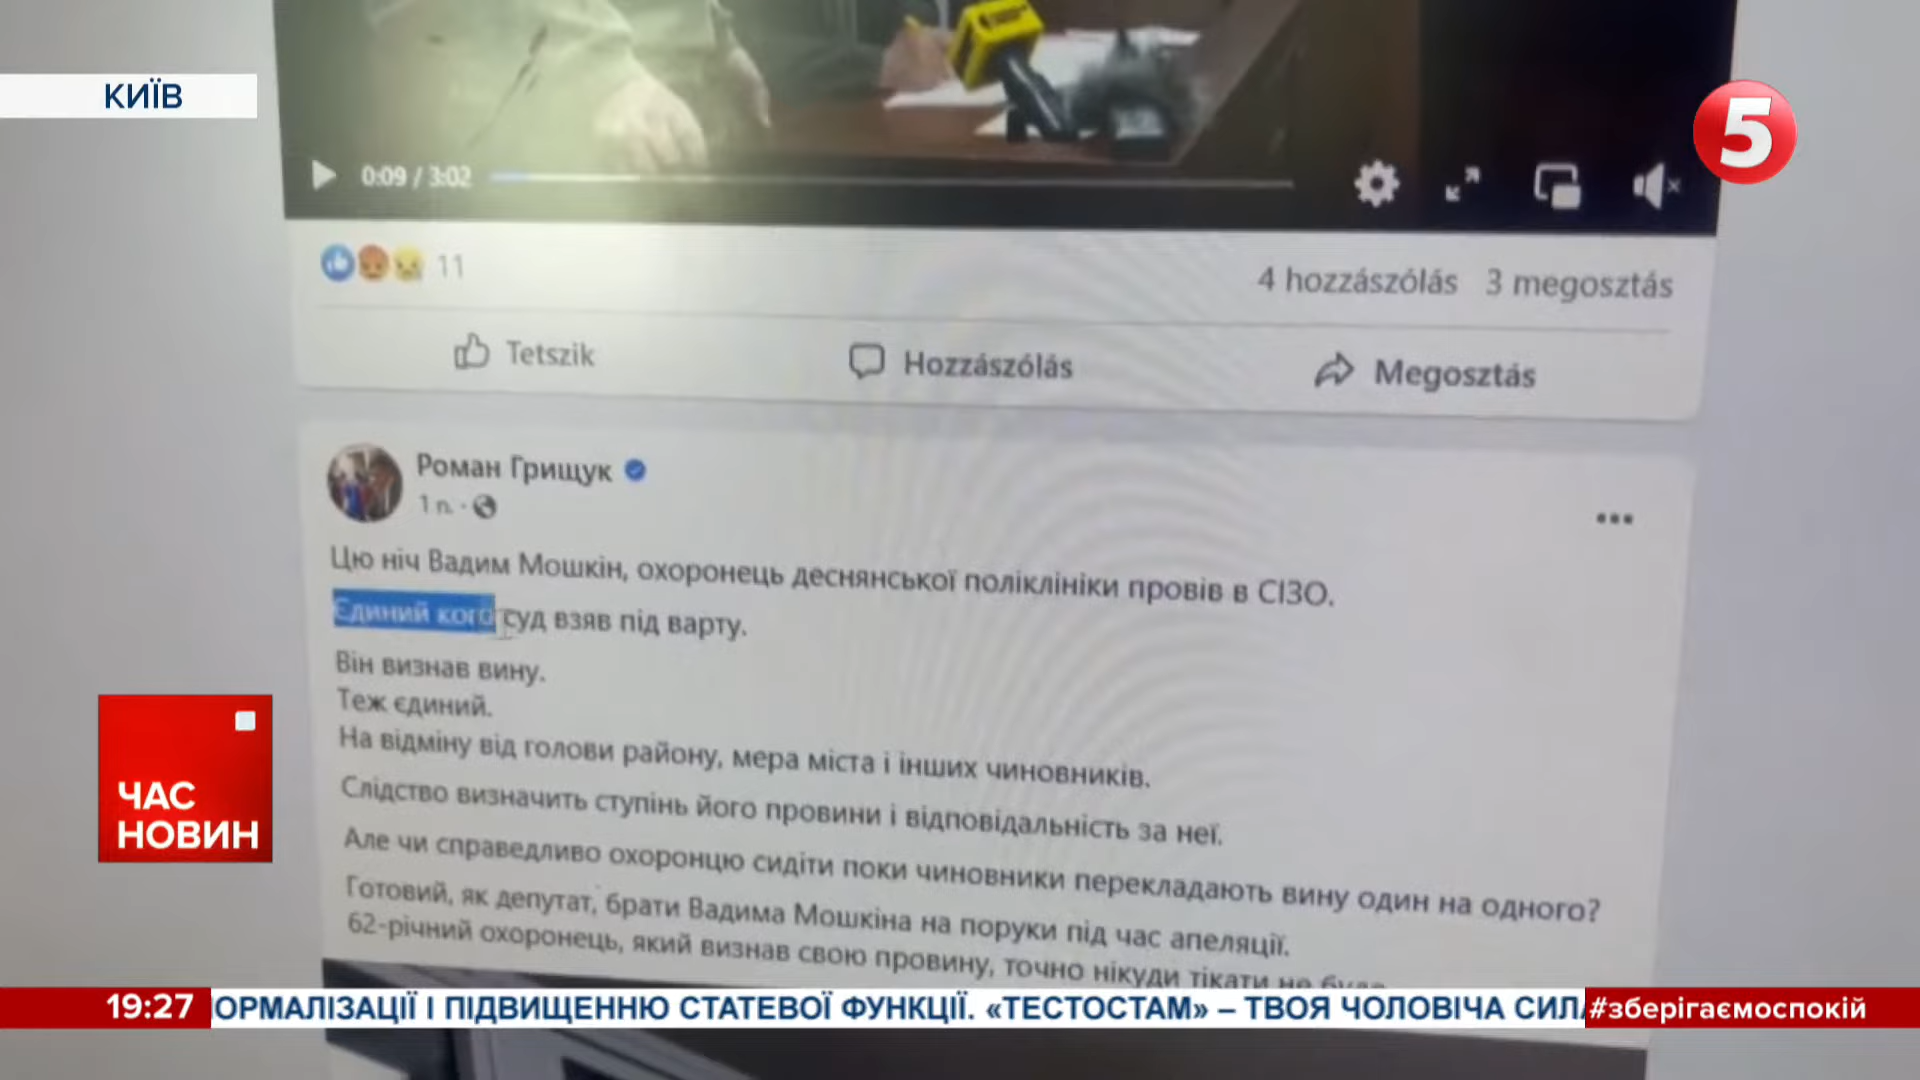 КИЇВ
5
0:09 / 3:02
11
4 hozzászólás 3 megosztás
Tetszik
Hozzászólás
Megosztás
Роман Грищук
1 п.
Цю ніч Вадим Мошкін, охоронець деснянської поліклініки провів в СІЗО.
Єдиний кого суд взяв під варту.
Він визнав вину.
Теж єдиний.
На відміну від голови району, мера міста і інших чиновників.
Слідство визначить ступінь його провини і відповідальність за неї.
Але чи справедливо охоронцю сидіти поки чиновники перекладають вину один на одного?
Готовий, як депутат, брати Вадима Мошкіна на поруки під час апеляції.
62-річний охоронець, який визнав свою провину, точно нікуди тікати не
ЧАС
НОВИН
19:27
ОРМАЛІЗАЦІЇ І ПІДВИЩЕННЮ СТАТЕВОЇ ФУНКЦІЇ. «ТЕСТОСТАМ» – ТВОЯ ЧОЛОВІЧА СИЛА
#зберігаємоспокій